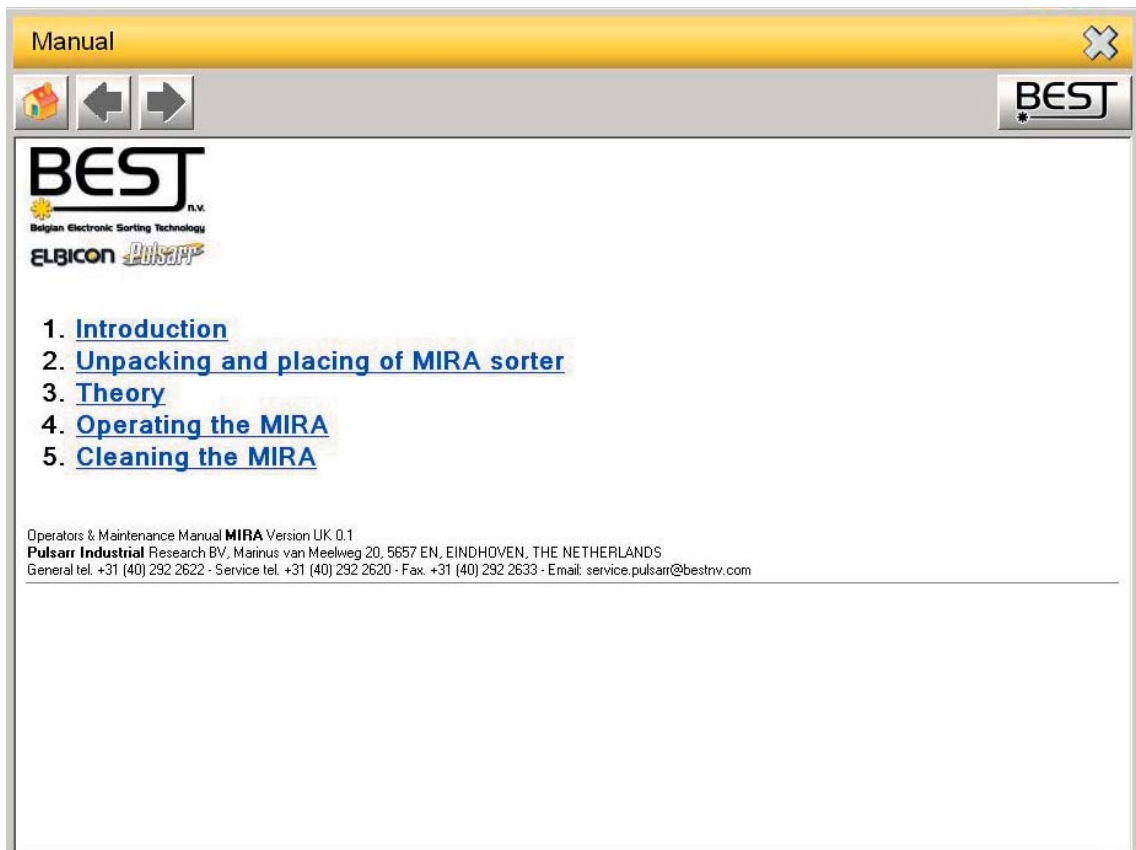 Manual
BEST
BEST
n.v.
Belgian Electronic Sorting Technology
ELBICON Pulsarr
1. Introduction
2. Unpacking and placing of MIRA sorter
3. Theory
4. Operating the MIRA
5. Cleaning the MIRA
Operators & Maintenance Manual MIRA Version UK 0.1
Pulsarr Industrial Research BV, Marinus van Meelweg 20, 5657 EN, EINDHOVEN, THE NETHERLANDS
General tel. +31 (40) 292 2622 - Service tel. +31 (40) 292 2620 - Fax. +31 (40) 292 2633 - Email: service.pulsarr@bestnv.com